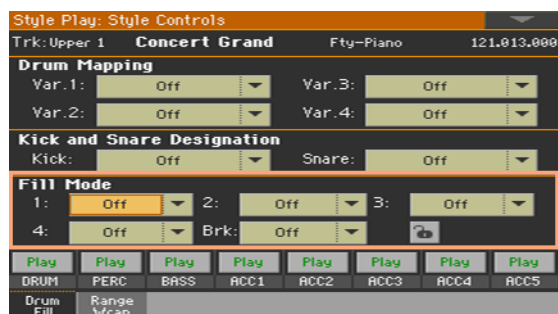 Style Play: Style Controls
Trk: Upper 1 Concert Grand Fty-Piano 121.013.000
Drum Mapping
Var.1: Off Var.3: Off
Var.2: Off Var.4: Off
Kick and Snare Designation
Kick: Off Snare: Off
Fill Mode
1: Off 2: Off 3: Off
4: Off Brk: Off
Play Play Play Play Play Play Play Play
DRUM PERC BASS ACC1 ACC2 ACC3 ACC4 ACC5
Drum Range
Fill Wrap